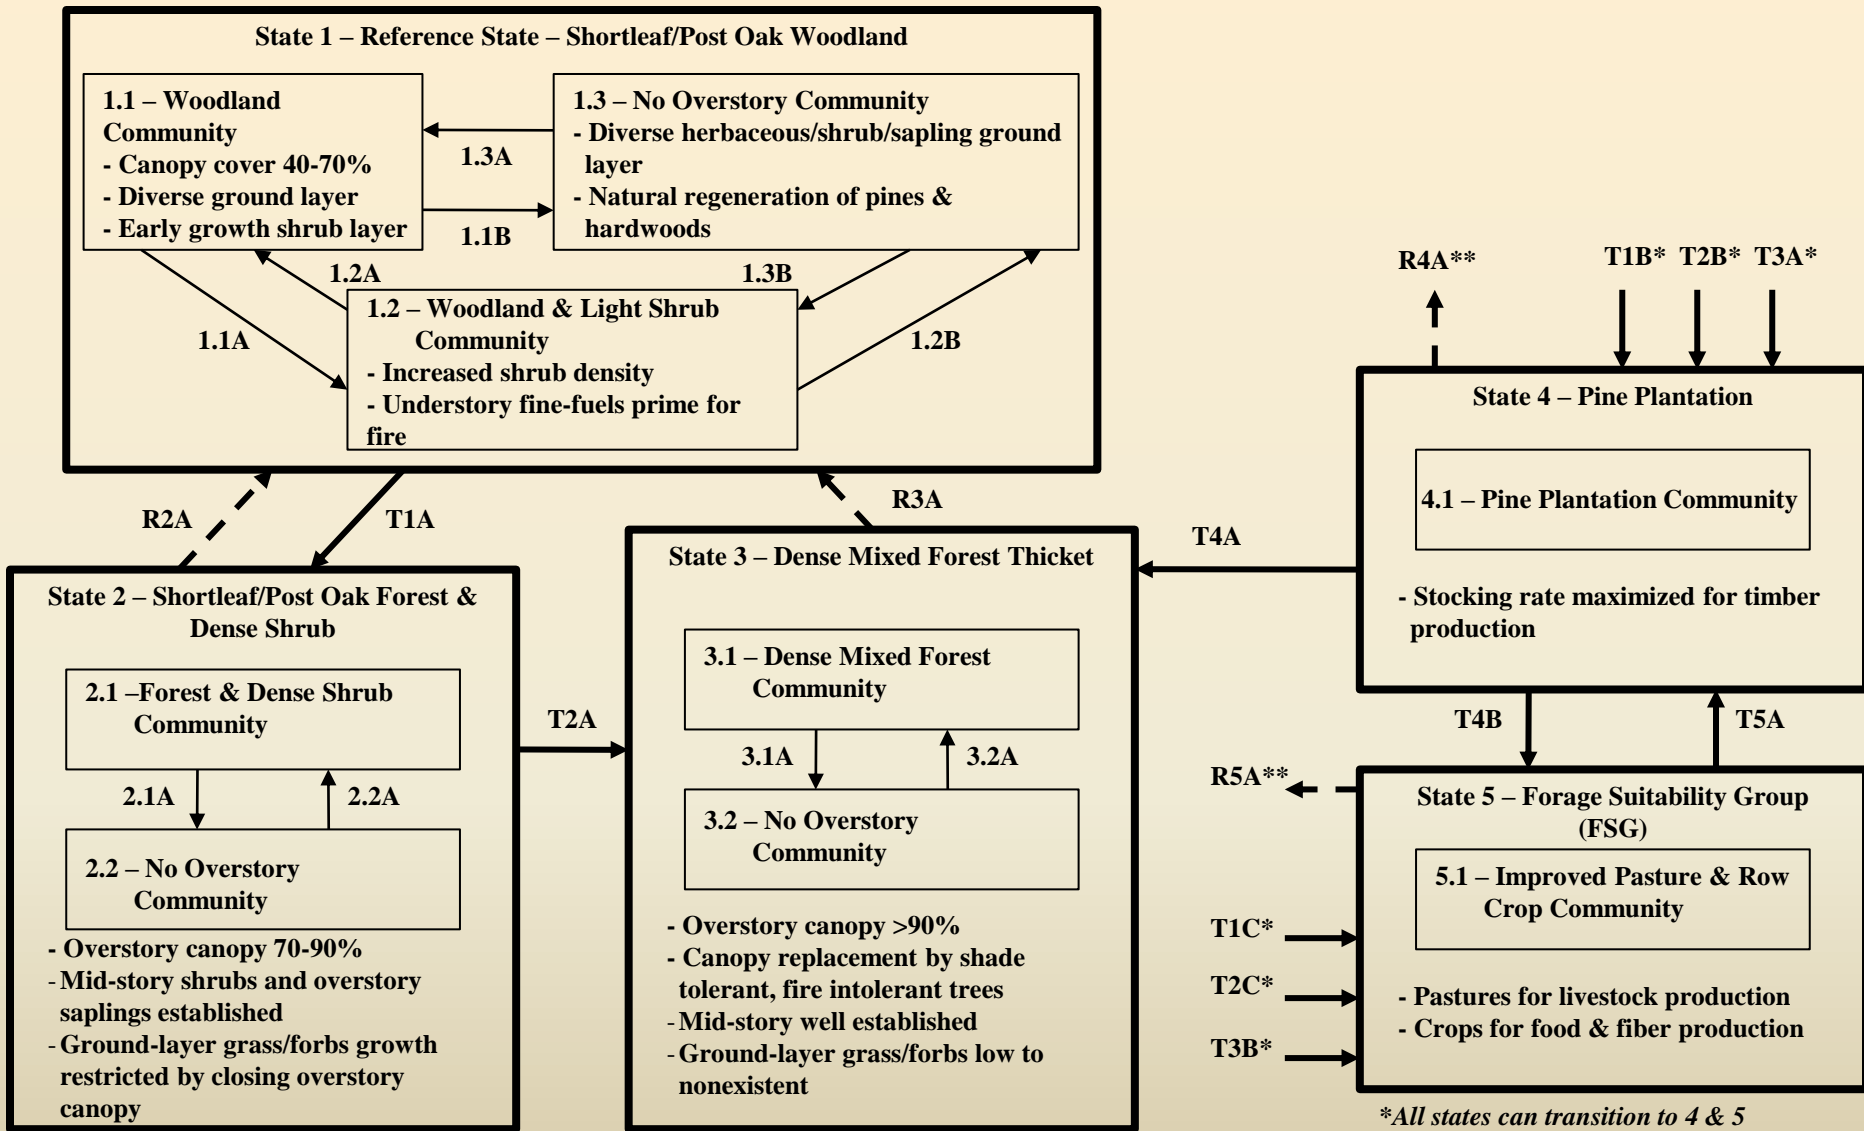 State 1 – Reference State – Shortleaf/Post Oak Woodland
1.1 – Woodland
Community
- Canopy cover 40-70%
- Diverse ground layer
- Early growth shrub layer
1.3A
1.1B
1.3 – No Overstory Community
- Diverse herbaceous/shrub/sapling ground
layer
- Natural regeneration of pines &
hardwoods
1.2A
1.3B
1.1A
1.2B
1.2 – Woodland & Light Shrub
Community
- Increased shrub density
- Understory fine-fuels prime for
fire
R2A
T1A
R3A
State 2 – Shortleaf/Post Oak Forest &
Dense Shrub
2.1 –Forest & Dense Shrub
Community
2.1A
2.2A
2.2 – No Overstory
Community
- Overstory canopy 70-90%
- Mid-story shrubs and overstory
saplings established
- Ground-layer grass/forbs growth
restricted by closing overstory
canopy
T2A
State 3 – Dense Mixed Forest Thicket
3.1 – Dense Mixed Forest
Community
3.1A
3.2A
3.2 – No Overstory
Community
- Overstory canopy >90%
- Canopy replacement by shade
tolerant, fire intolerant trees
- Mid-story well established
- Ground-layer grass/forbs low to
nonexistent
T4A
R4A**
T1B*
T2B*
T3A*
State 4 – Pine Plantation
4.1 – Pine Plantation Community
- Stocking rate maximized for timber
production
T4B
T5A
R5A**
State 5 – Forage Suitability Group
(FSG)
5.1 – Improved Pasture & Row
Crop Community
T1C*
T2C*
T3B*
- Pastures for livestock production
- Crops for food & fiber production
*All states can transition to 4 & 5